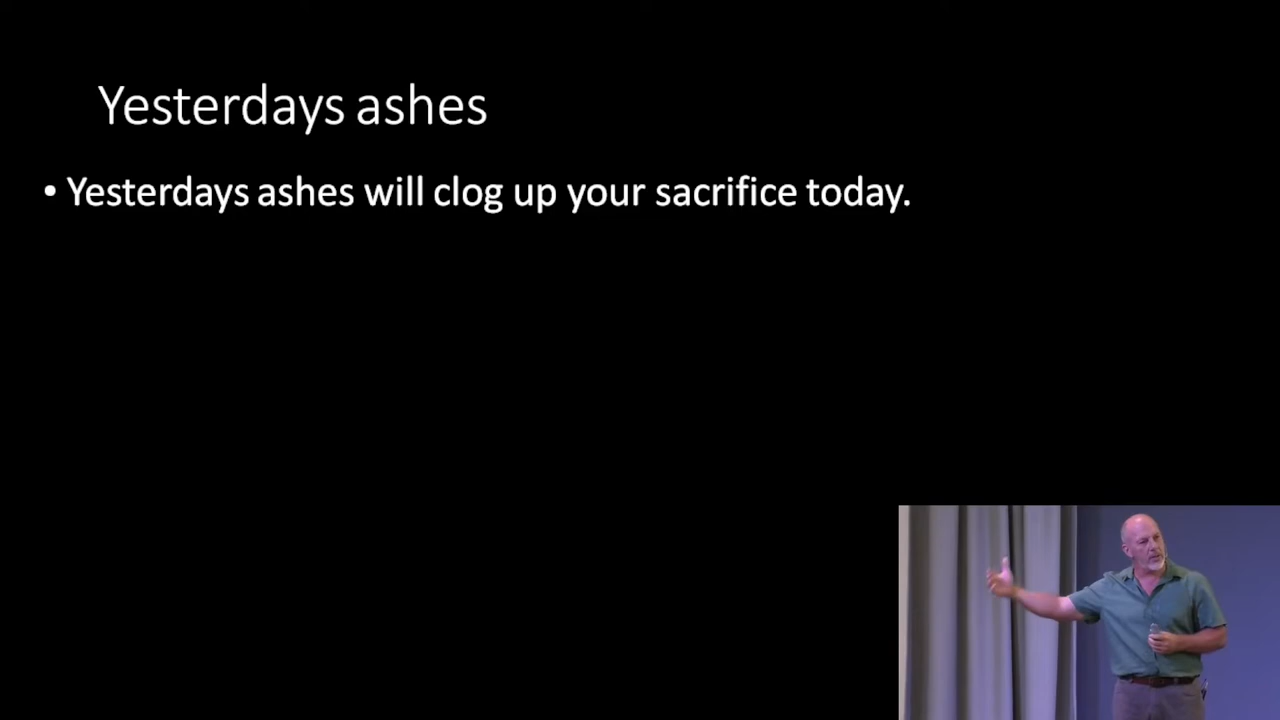 Yesterdays ashes
• Yesterdays ashes will clog up your sacrifice today.